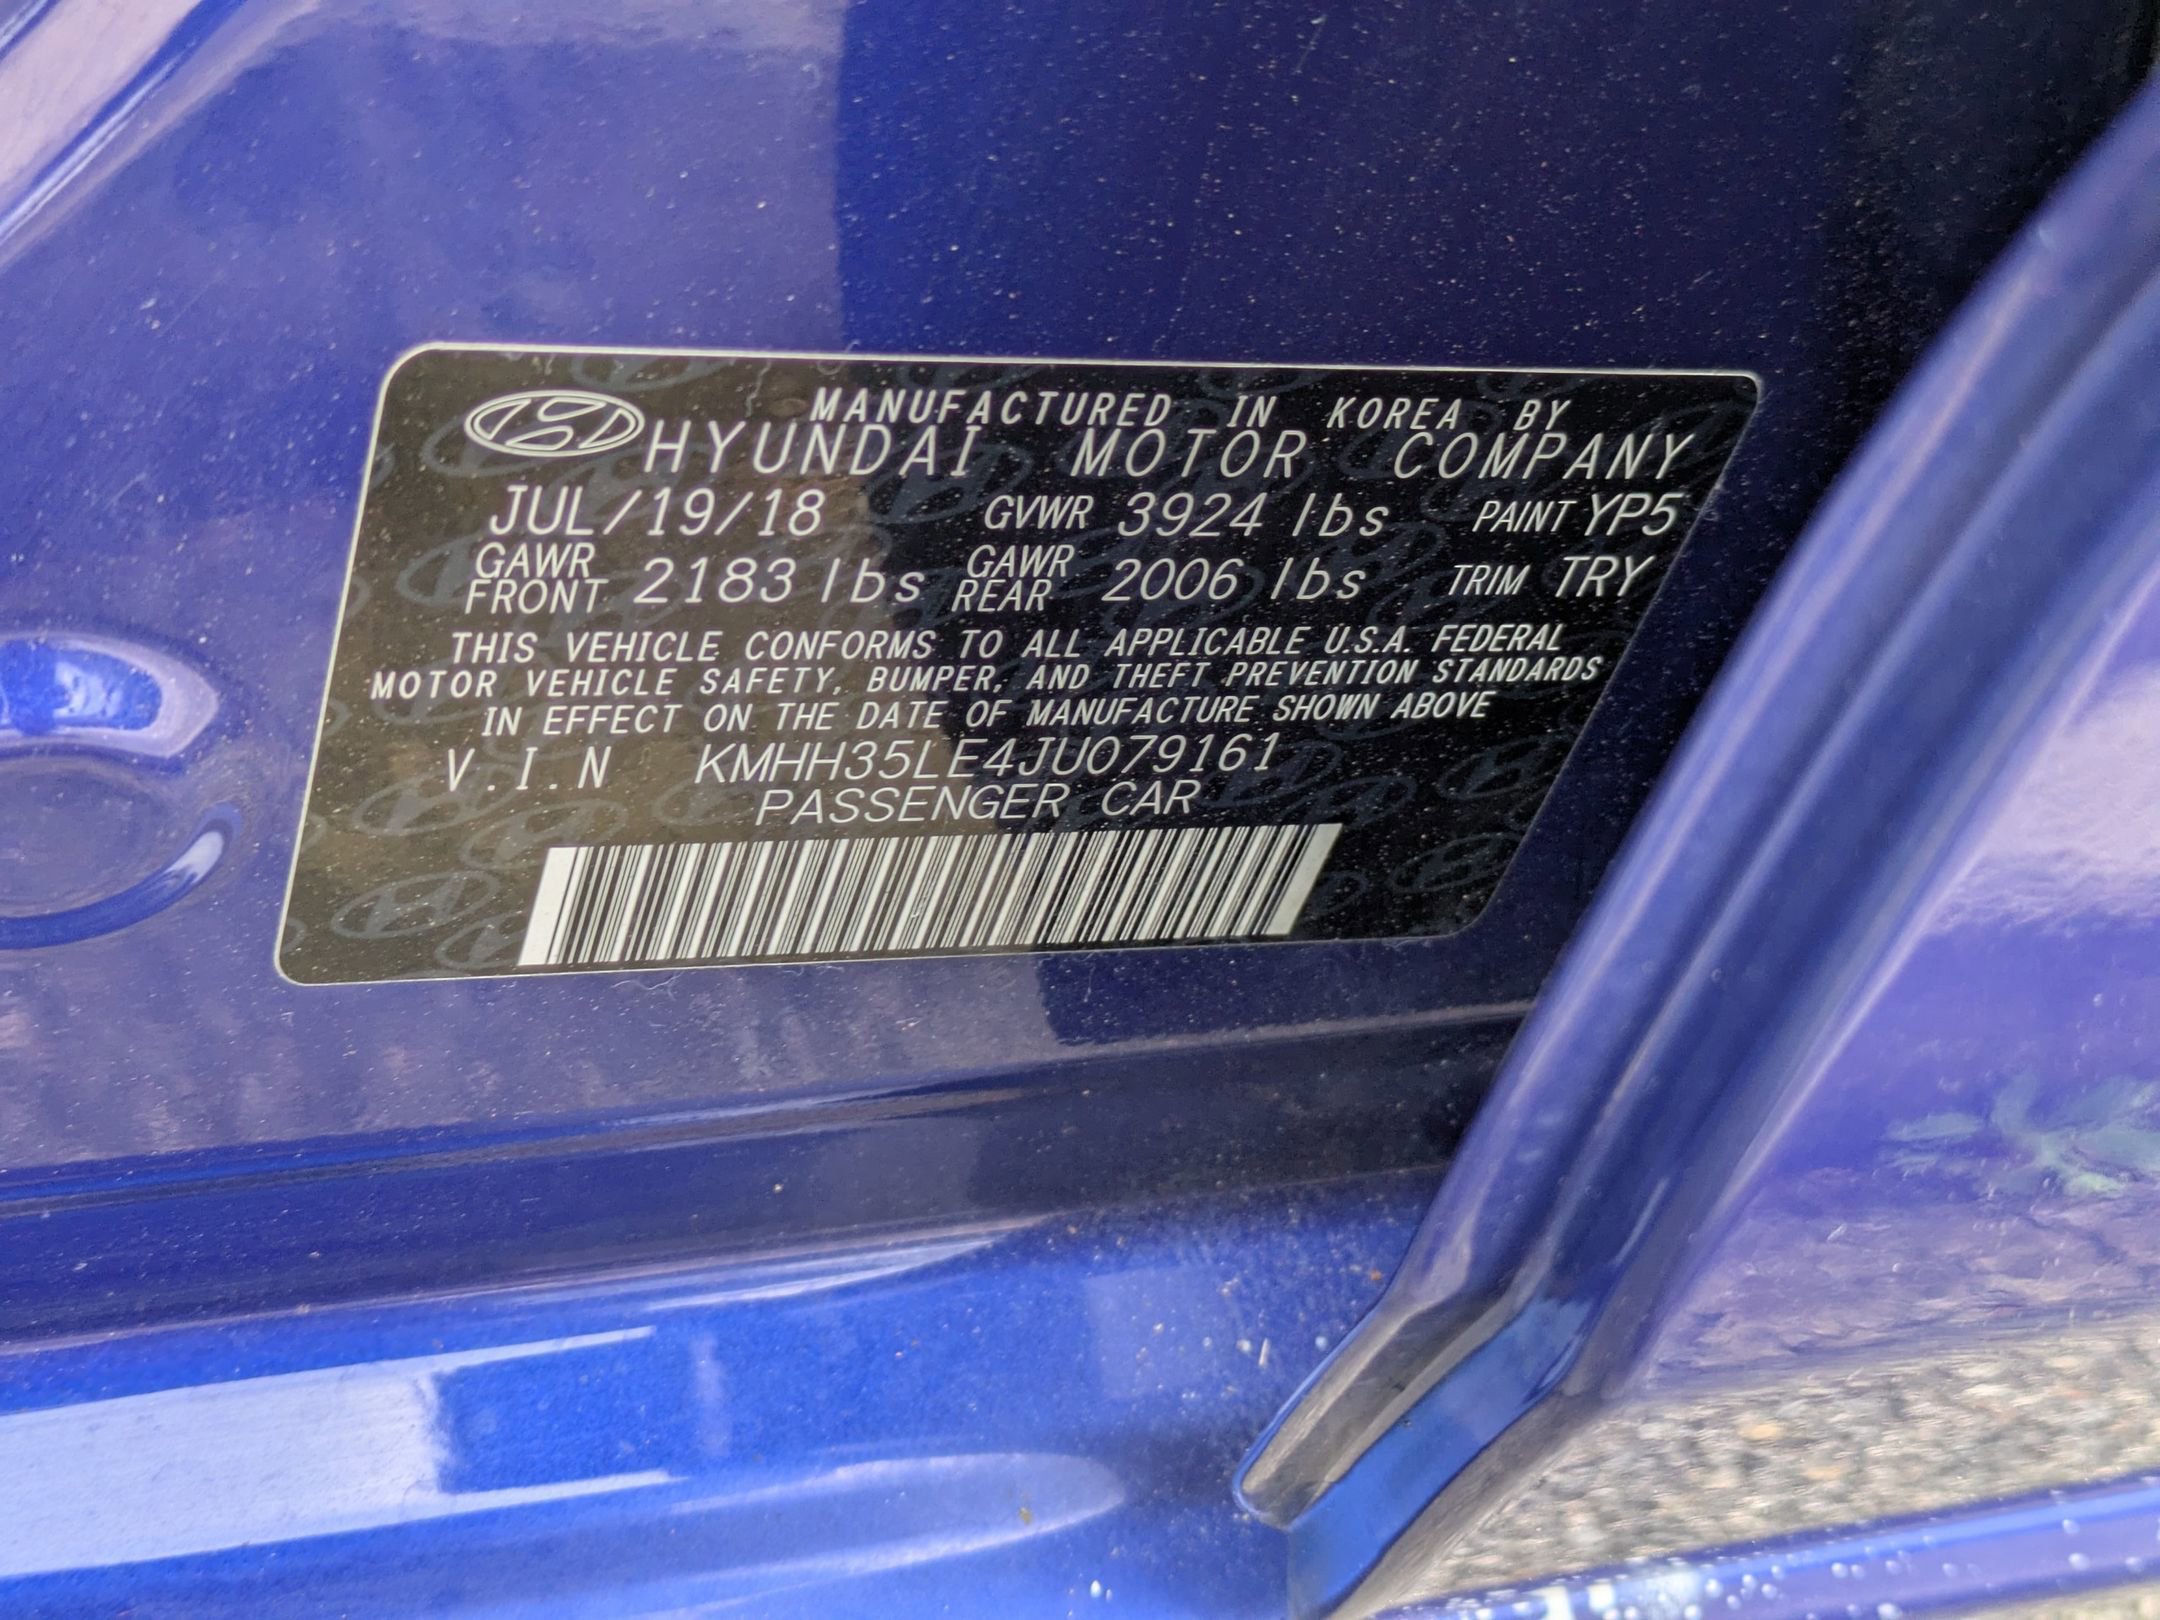 MANUFACTURED IN KOREA BY
HYUNDAI MOTOR COMPANY
JUL/19/18 GVWR 3924 lbs PAINT YP5
GAWR FRONT 2183 lbs GAWR REAR 2006 lbs TRIM TRY
THIS VEHICLE CONFORMS TO ALL APPLICABLE U.S.A. FEDERAL
MOTOR VEHICLE SAFETY, BUMPER, AND THEFT PREVENTION STANDARDS
IN EFFECT ON THE DATE OF MANUFACTURE SHOWN ABOVE
V.I.N KMHH35LE4JU079161
PASSENGER CAR